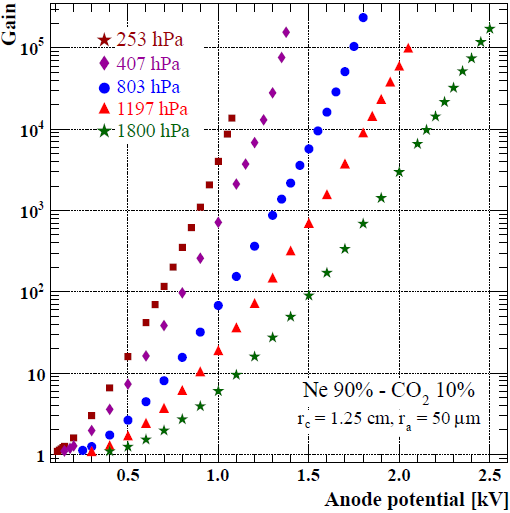 Gain
10⁵
10⁴
10³
10²
10
1
253 hPa
407 hPa
803 hPa
1197 hPa
1800 hPa
Ne 90% - CO₂ 10%
r_c = 1.25 cm, r_a = 50 μm
0.5 1.0 1.5 2.0 2.5
Anode potential [kV]